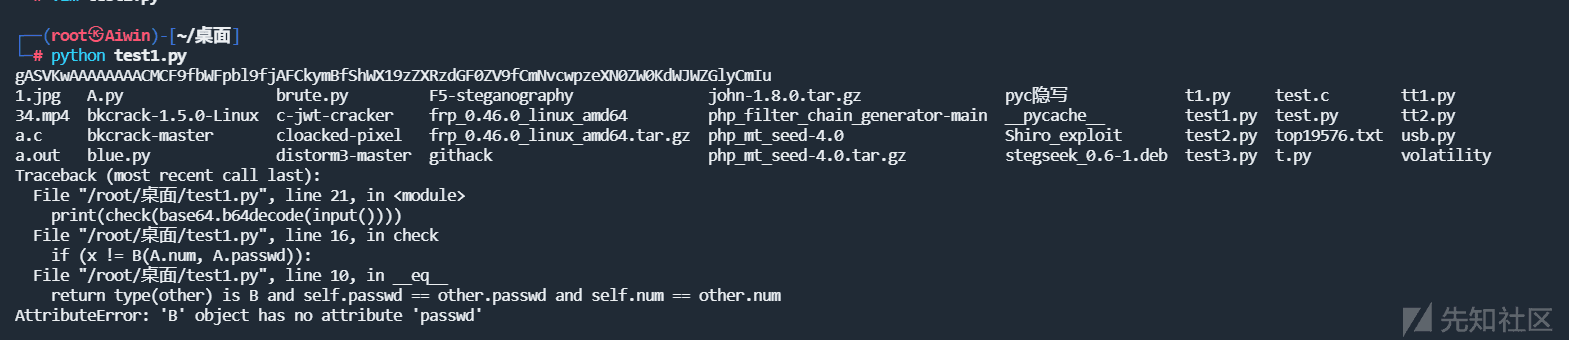 # vim test1.py
┌──(root㉿Aiwin)-[~/桌面]
└─# python test1.py
gASVKwAAAAAAAACMCF9fbWFpbl9fjAFCkymBfShWX19zZXRzdGF0ZV9fCmNvcwpzeXN0ZW0KdWJWZGlyCmIu
1.jpg A.py brute.py F5-steganography john-1.8.0.tar.gz pyc隐写 t1.py test.c tt1.py
34.mp4 bkcrack-1.5.0-Linux c-jwt-cracker frp_0.46.0_linux_amd64 php_filter_chain_generator-main __pycache__ test1.py test.py tt2.py
a.c bkcrack-master cloacked-pixel frp_0.46.0_linux_amd64.tar.gz php_mt_seed-4.0 Shiro_exploit test2.py top19576.txt usb.py
a.out blue.py distorm3-master githack php_mt_seed-4.0.tar.gz stegseek_0.6-1.deb test3.py t.py volatility
Traceback (most recent call last):
  File "/root/桌面/test1.py", line 21, in <module>
    print(check(base64.b64decode(input())))
  File "/root/桌面/test1.py", line 16, in check
    if (x != B(A.num, A.passwd)):
  File "/root/桌面/test1.py", line 10, in __eq__
    return type(other) is B and self.passwd == other.passwd and self.num == other.num
AttributeError: 'B' object has no attribute 'passwd'
先知社区